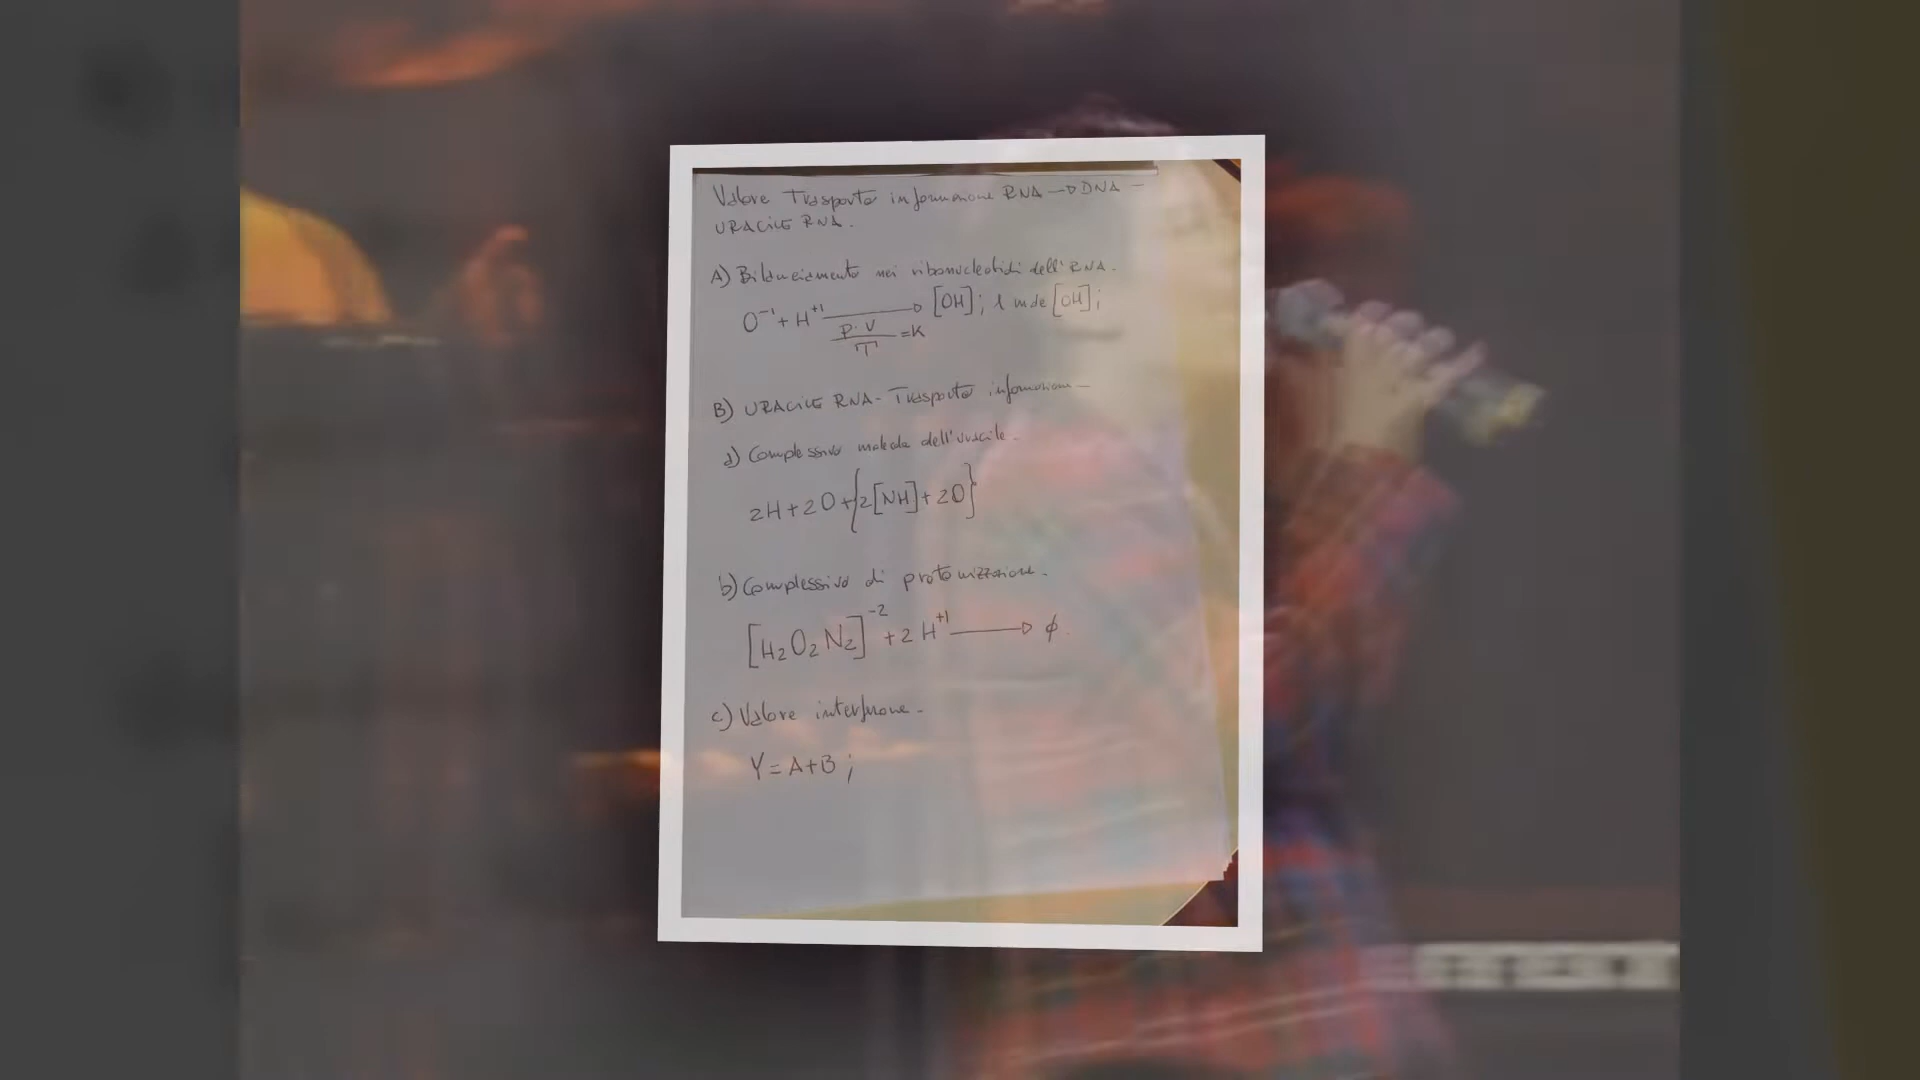 Valore Trasporto informazione RNA → DNA -
URACILE RNA.
A) Bilanciamento nei ribonucleotidi dell'RNA.
O⁻¹ + H⁺¹ → [OH]; 1 m de [OH];
P·V / T = K
B) URACILE RNA - Trasporto informazione -
a) Complessivo molecola dell'uracile -
2H + 2O + {2[NH] + 2O}
b) Complessivo di protonizzazione.
[H₂O₂N₂]⁻² + 2H⁺¹ → ϕ.
c) Valore interferone -
Y = A + B ;